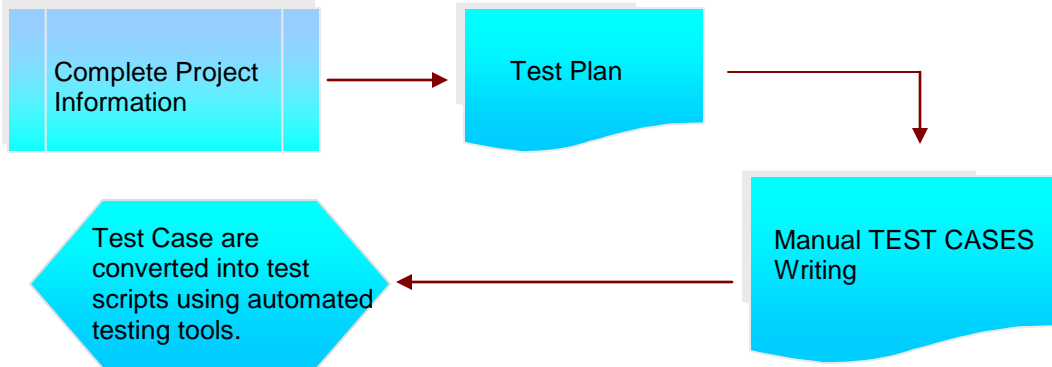 Complete Project
Information
Test Plan
Manual TEST CASES
Writing
Test Case are
converted into test
scripts using automated
testing tools.